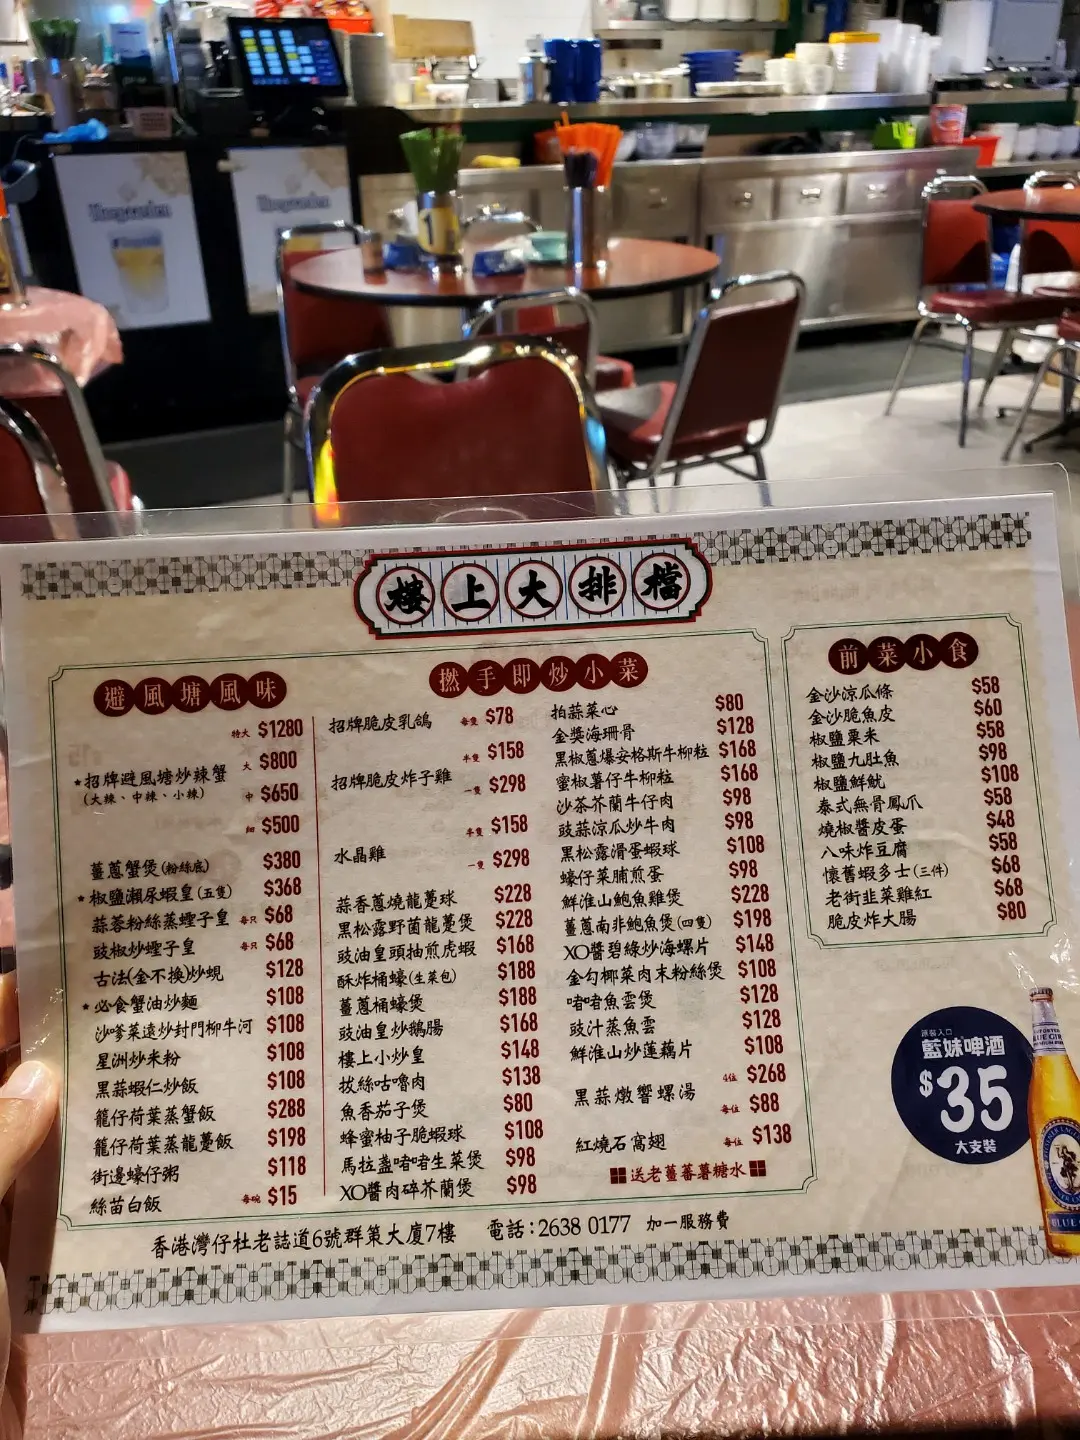 Hoegaarden
Hoegaarden
1
樓上大排檔
避風塘風味
特大 $1280
大 $800
★招牌避風塘炒辣蟹
(大辣、中辣、小辣)
中 $650
細 $500
薑蔥蟹煲(粉絲底) $380
★椒鹽瀨尿蝦皇(五隻) $368
蒜蓉粉絲蒸蟶子皇 每只 $68
豉椒炒蟶子皇 每只 $68
古法(金不換)炒蜆 $128
★必食蟹油炒麵 $108
沙嗲菜遠炒封門柳牛河 $108
星洲炒米粉 $108
黑蒜蝦仁炒飯 $108
籠仔荷葉蒸蟹飯 $288
籠仔荷葉蒸龍躉飯 $198
街邊蠔仔粥 $118
絲苗白飯 每碗 $15
撚手即炒小菜
招牌脆皮乳鴿 每隻 $78
半隻 $158
招牌脆皮炸子雞
一隻 $298
半隻 $158
水晶雞
一隻 $298
蒜香蔥燒龍躉球 $228
黑松露野菌龍躉煲 $228
豉油皇頭抽煎虎蝦 $168
酥炸桶蠔(生菜包) $188
薑蔥桶蠔煲 $188
豉油皇炒鵝腸 $168
樓上小炒皇 $148
拔絲咕嚕肉 $138
魚香茄子煲 $80
蜂蜜柚子脆蝦球 $108
馬拉盞啫啫生菜煲 $98
XO醬肉碎芥蘭煲 $98
拍蒜菜心 $80
金獎海珊骨 $128
黑椒蔥爆安格斯牛柳粒 $168
蜜椒薯仔牛柳粒 $168
沙茶芥蘭牛仔肉 $98
豉蒜涼瓜炒牛肉 $98
黑松露滑蛋蝦球 $108
蠔仔菜脯煎蛋 $98
鮮淮山鮑魚雞煲 $228
薑蔥南非鮑魚煲(四隻) $198
XO醬碧綠炒海螺片 $148
金勾椰菜肉末粉絲煲 $108
啫啫魚雲煲 $128
豉汁蒸魚雲 $128
鮮淮山炒蓮藕片 $108
4位 $268
黑蒜燉響螺湯
每位 $88
紅燒石窩翅 每位 $138
送老薑蕃薯糖水
前菜小食
金沙涼瓜條 $58
金沙脆魚皮 $60
椒鹽粟米 $58
椒鹽九肚魚 $98
椒鹽鮮魷 $108
泰式無骨鳳爪 $58
燒椒醬皮蛋 $48
八味炸豆腐 $58
懷舊蝦多士(三件) $68
老街韭菜雞紅 $68
脆皮炸大腸 $80
原裝入口
藍妹啤酒
$35
大支裝
香港灣仔杜老誌道6號群策大廈7樓 電話：2638 0177 加一服務費